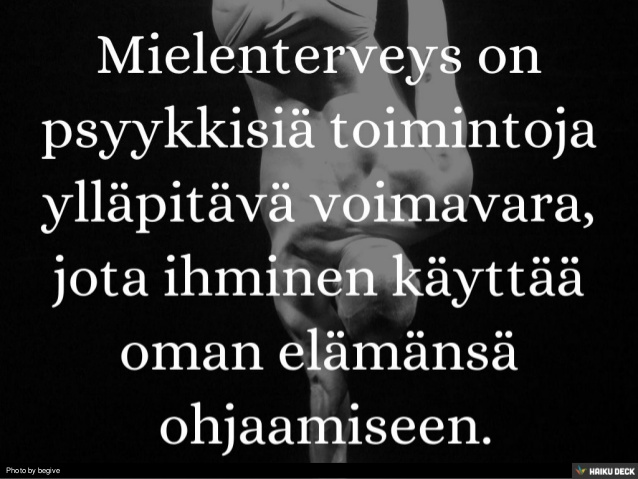 Mielenterveys on
psyykkisiä toimintoja
ylläpitävä voimavara,
jota ihminen käyttää
oman elämänsä
ohjaamiseen.
Photo by begive
HAIKU DECK